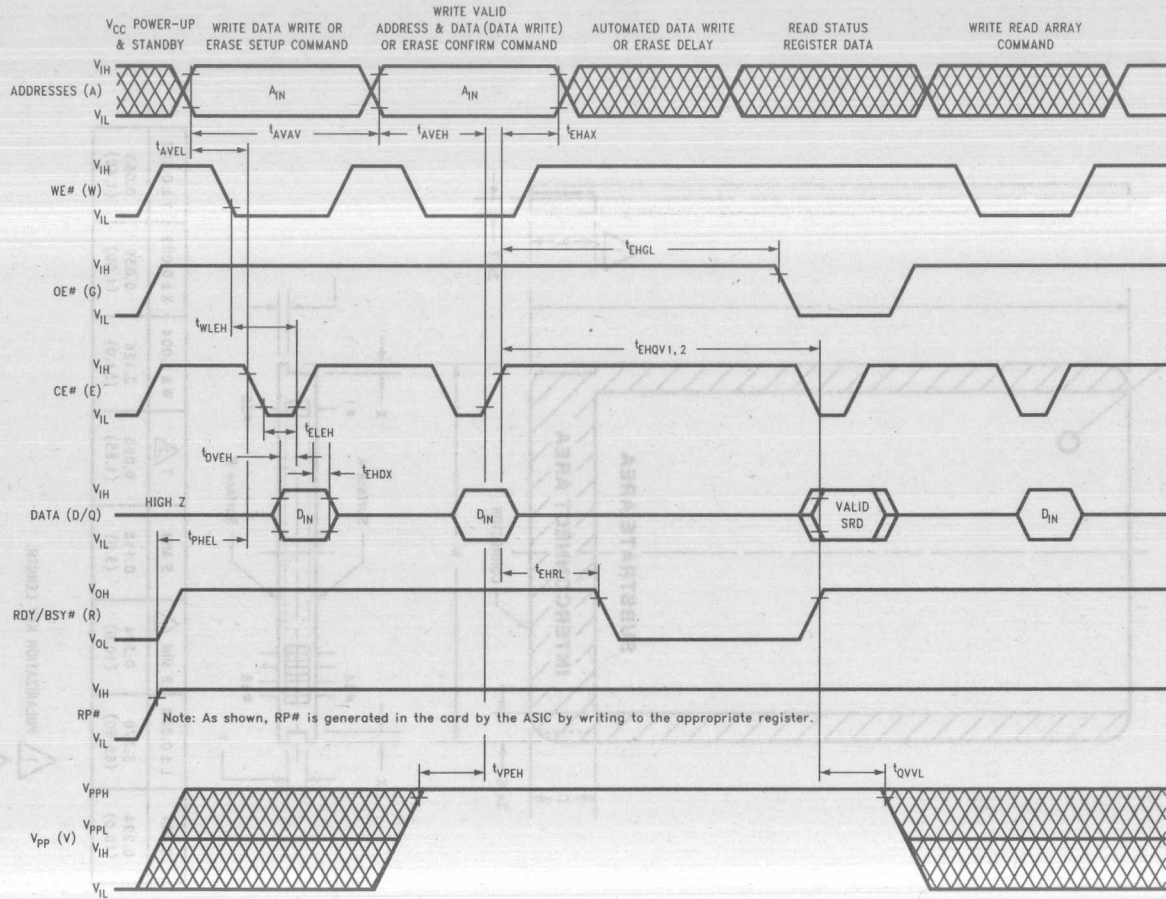 V_CC POWER-UP & STANDBY
WRITE DATA WRITE OR ERASE SETUP COMMAND
WRITE VALID ADDRESS & DATA (DATA WRITE) OR ERASE CONFIRM COMMAND
AUTOMATED DATA WRITE OR ERASE DELAY
READ STATUS REGISTER DATA
WRITE READ ARRAY COMMAND
V_IH
ADDRESSES (A)
A_IN
A_IN
V_IL
t_AVAV
t_AVEH
t_EHAX
t_AVEL
V_IH
WE# (W)
V_IL
t_EHGL
V_IH
OE# (G)
V_IL
t_WLEH
t_EHQV1, 2
V_IH
CE# (E)
V_IL
t_ELEH
t_DVEH
t_EHDX
V_IH
HIGH Z
DATA (D/Q)
D_IN
D_IN
VALID
SRD
D_IN
V_IL
t_PHEL
t_EHRL
V_OH
RDY/BSY# (R)
V_OL
V_IH
RP#
Note: As shown, RP# is generated in the card by the ASIC by writing to the appropriate register.
V_IL
t_VPEH
t_QVVL
V_PPH
V_PPL
V_PP (V)
V_IH
V_IL
SUBSTRATE AREA
INTERCONNECT AREA